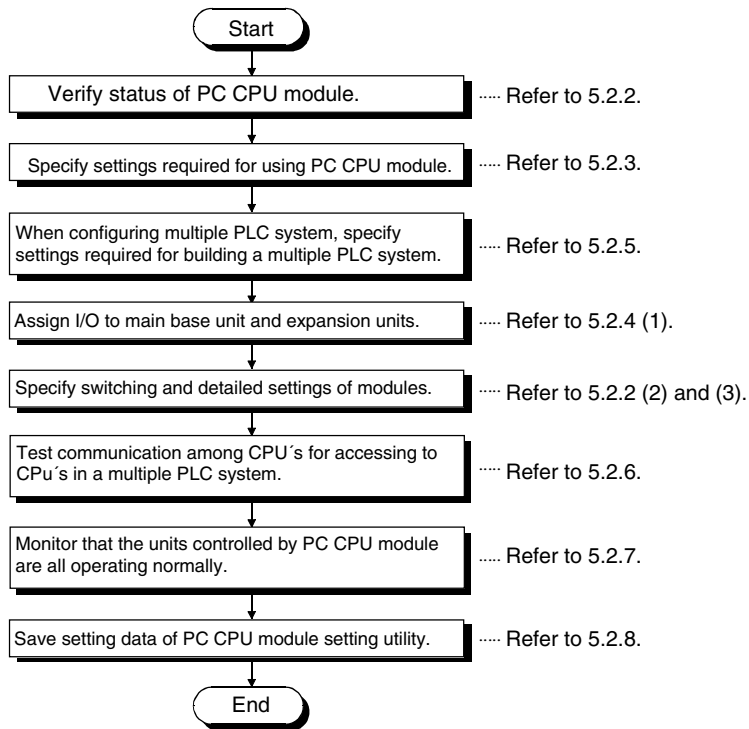 Start
Verify status of PC CPU module.
····· Refer to 5.2.2.
Specify settings required for using PC CPU module.
····· Refer to 5.2.3.
When configuring multiple PLC system, specify
settings required for building a multiple PLC system.
····· Refer to 5.2.5.
Assign I/O to main base unit and expansion units.
····· Refer to 5.2.4 (1).
Specify switching and detailed settings of modules.
····· Refer to 5.2.2 (2) and (3).
Test communication among CPU´s for accessing to
CPu´s in a multiple PLC system.
····· Refer to 5.2.6.
Monitor that the units controlled by PC CPU module
are all operating normally.
····· Refer to 5.2.7.
Save setting data of PC CPU module setting utility.
····· Refer to 5.2.8.
End